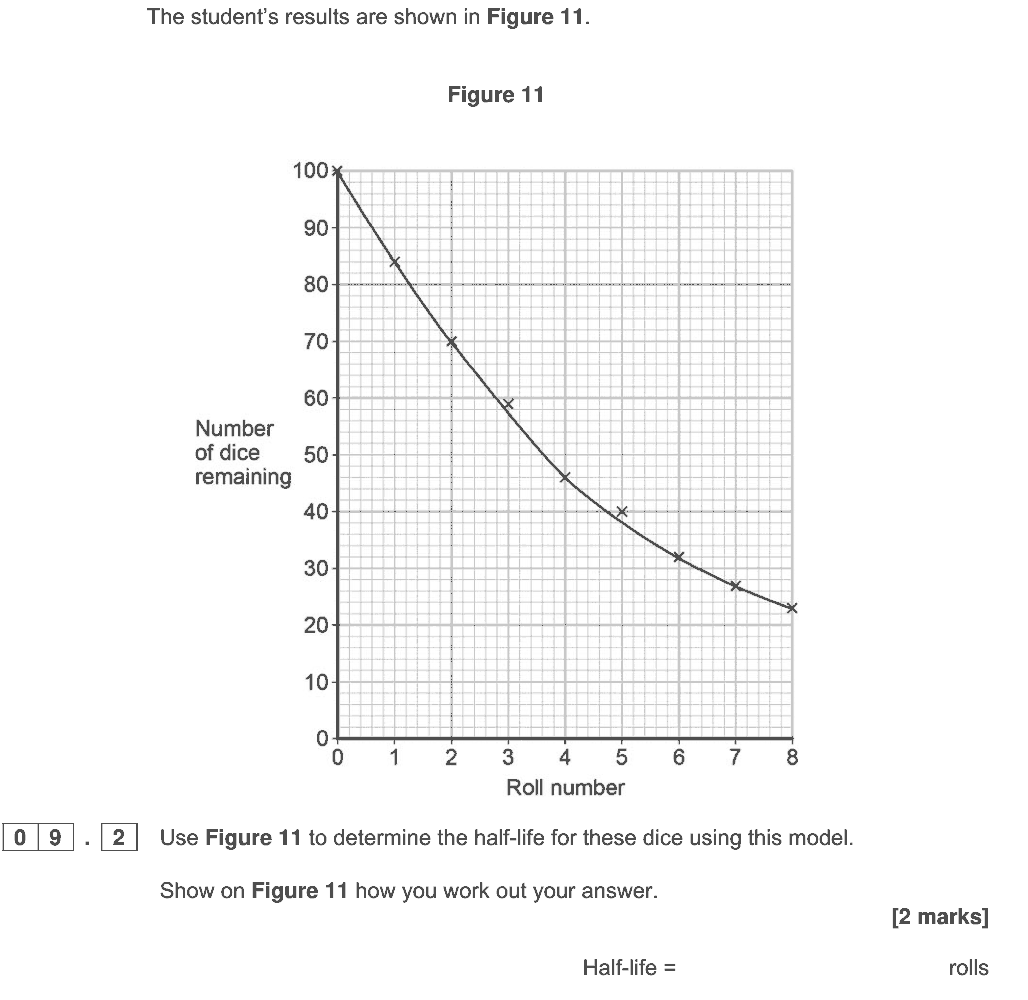 The student's results are shown in Figure 11.
Figure 11
100
90
80
70
60
50
40
30
20
10
0
Number
of dice
remaining
0 1 2 3 4 5 6 7 8
Roll number
0 9 . 2 Use Figure 11 to determine the half-life for these dice using this model.
Show on Figure 11 how you work out your answer.
[2 marks]
Half-life = rolls